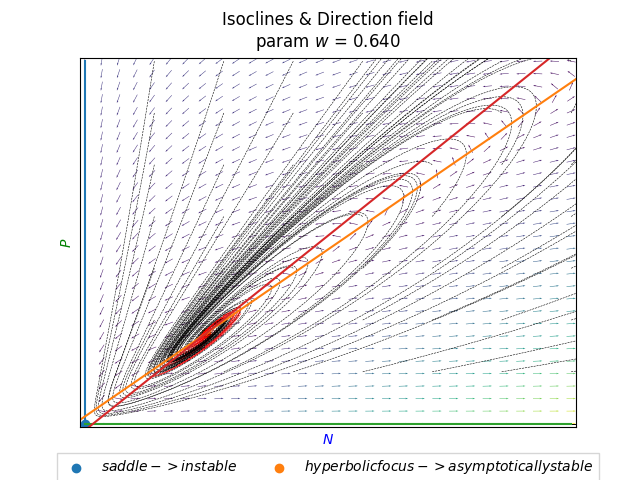 Isoclines & Direction field
param w = 0.640
P
N
saddle − > instable
hyperbolicfocus − > asymptoticallystable